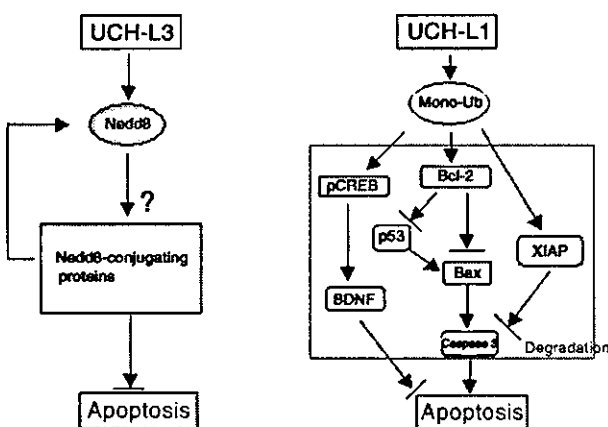 UCH-L3
Nedd8
?
Nedd8-conjugating
proteins
Apoptosis
UCH-L1
Mono-Ub
pCREB
Bcl-2
p53
XIAP
Bax
BDNF
Caspase 3
Degradation
Apoptosis